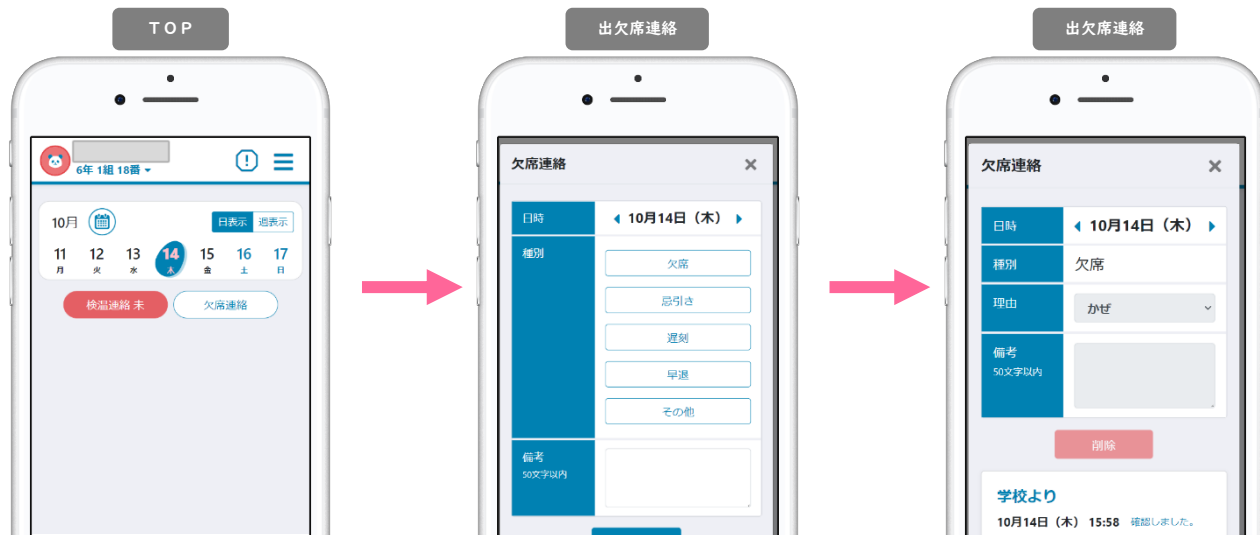 TOP
6年 1組 18番
10月
日表示 週表示
11 12 13 14 15 16 17
月 火 水 木 金 土 日
検温連絡 未 欠席連絡
出欠席連絡
欠席連絡 ×
日時 10月14日（木）
種別
欠席
忌引き
遅刻
早退
その他
備考
50文字以内
出欠席連絡
欠席連絡 ×
日時 10月14日（木）
種別 欠席
理由 かぜ
備考
50文字以内
削除
学校より
10月14日（木） 15:58 確認しました。